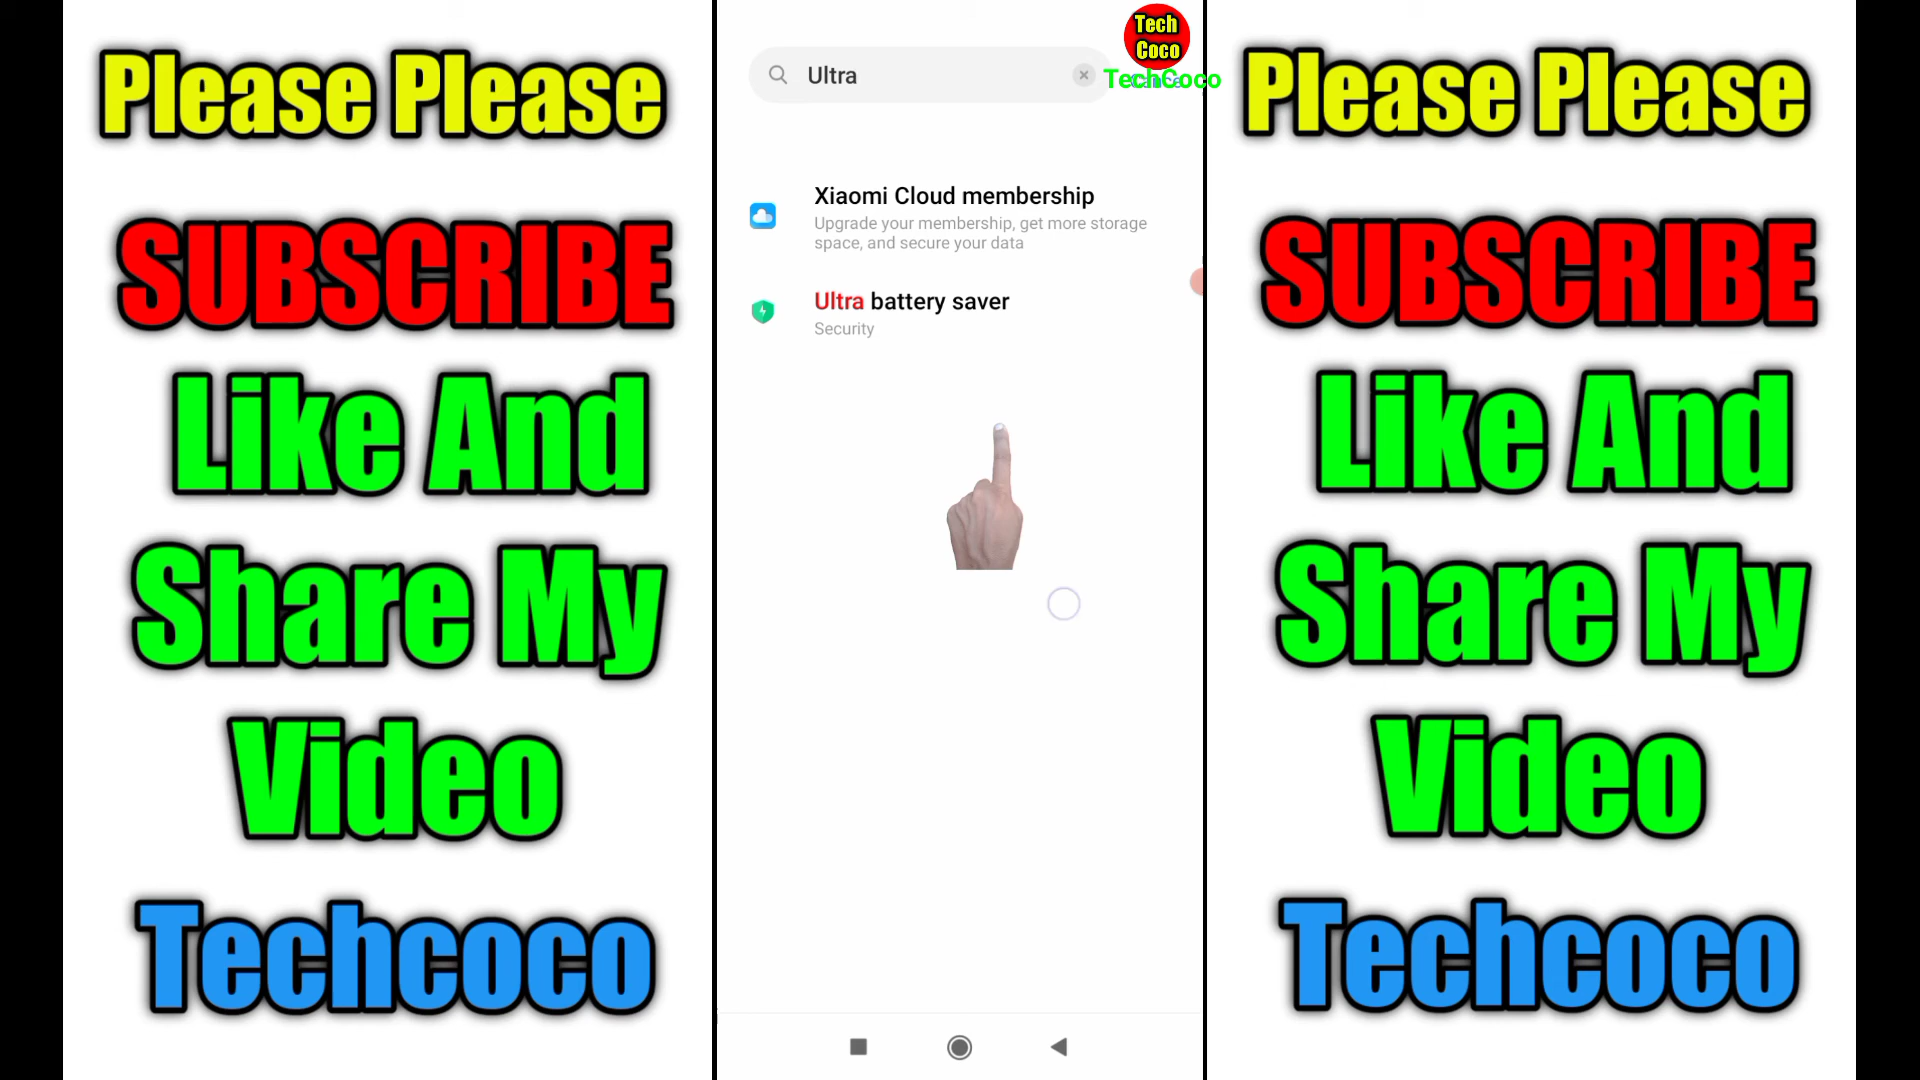 Please Please
SUBSCRIBE
Like And
Share My
Video
Techcoco
Ultra
Tech
Coco
TechCoco
Xiaomi Cloud membership
Upgrade your membership, get more storage
space, and secure your data
Ultra battery saver
Security
Please Please
SUBSCRIBE
Like And
Share My
Video
Techcoco